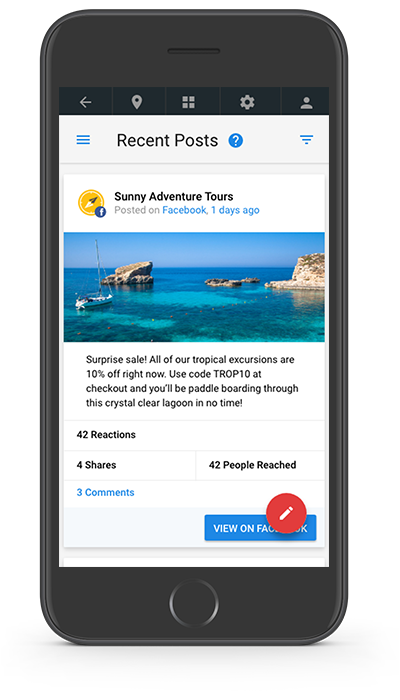 Recent Posts ?
Sunny Adventure Tours
Posted on Facebook, 1 days ago
f
Surprise sale! All of our tropical excursions are
10% off right now. Use code TROP10 at
checkout and you'll be paddle boarding through
this crystal clear lagoon in no time!
42 Reactions
4 Shares
42 People Reached
3 Comments
VIEW ON FAC OK